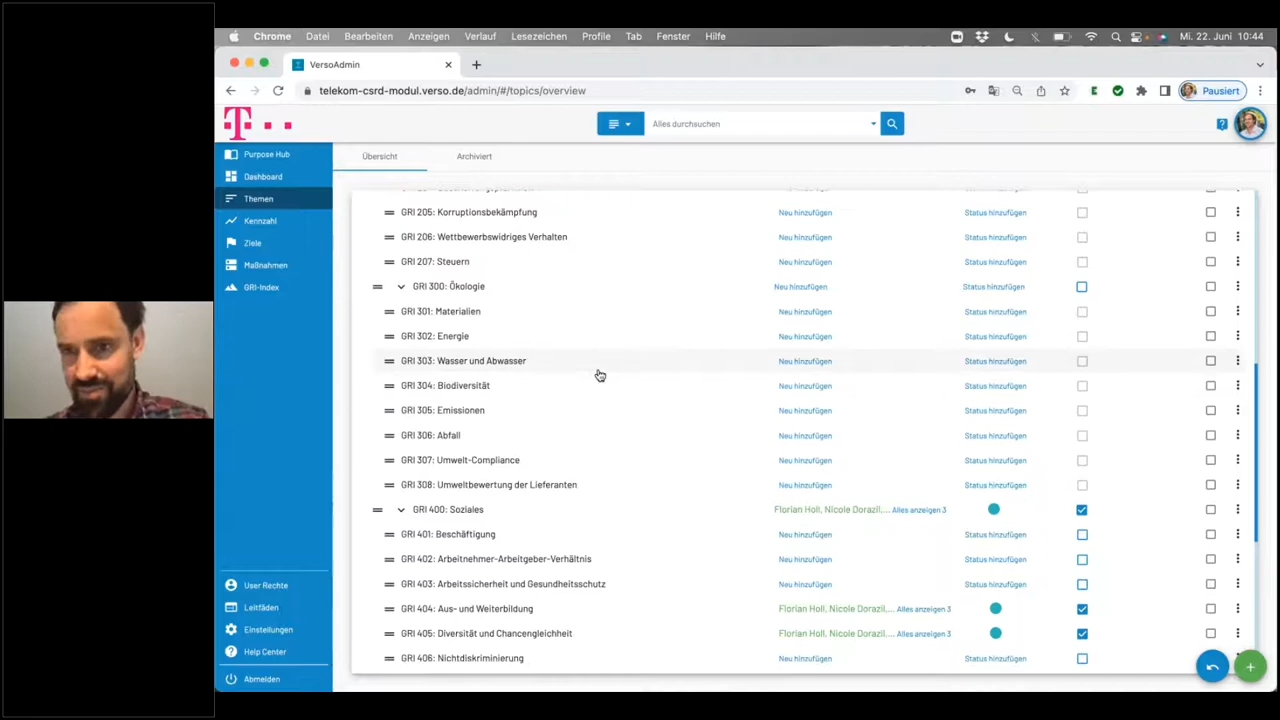 Chrome Datei Bearbeiten Anzeigen Verlauf Lesezeichen Profile Tab Fenster Hilfe Mi. 22. Juni 10:44
VersoAdmin
telekom-csrd-modul.verso.de/admin/#/topics/overview Pausiert
T
Alles durchsuchen
Purpose Hub
Dashboard
Themen
Kennzahl
Ziele
Maßnahmen
GRI-Index
User Rechte
Leitfäden
Einstellungen
Help Center
Abmelden
Übersicht Archiviert
GRI 205: Korruptionsbekämpfung Neu hinzufügen Status hinzufügen
GRI 206: Wettbewerbswidriges Verhalten Neu hinzufügen Status hinzufügen
GRI 207: Steuern Neu hinzufügen Status hinzufügen
GRI 300: Ökologie Neu hinzufügen Status hinzufügen
GRI 301: Materialien Neu hinzufügen Status hinzufügen
GRI 302: Energie Neu hinzufügen Status hinzufügen
GRI 303: Wasser und Abwasser Neu hinzufügen Status hinzufügen
GRI 304: Biodiversität Neu hinzufügen Status hinzufügen
GRI 305: Emissionen Neu hinzufügen Status hinzufügen
GRI 306: Abfall Neu hinzufügen Status hinzufügen
GRI 307: Umwelt-Compliance Neu hinzufügen Status hinzufügen
GRI 308: Umweltbewertung der Lieferanten Neu hinzufügen Status hinzufügen
GRI 400: Soziales Florian Holl, Nicole Dorazil,... Alles anzeigen 3
GRI 401: Beschäftigung Neu hinzufügen Status hinzufügen
GRI 402: Arbeitnehmer-Arbeitgeber-Verhältnis Neu hinzufügen Status hinzufügen
GRI 403: Arbeitssicherheit und Gesundheitsschutz Neu hinzufügen Status hinzufügen
GRI 404: Aus- und Weiterbildung Florian Holl, Nicole Dorazil,... Alles anzeigen 3
GRI 405: Diversität und Chancengleichheit Florian Holl, Nicole Dorazil,... Alles anzeigen 3
GRI 406: Nichtdiskriminierung Neu hinzufügen Status hinzufügen